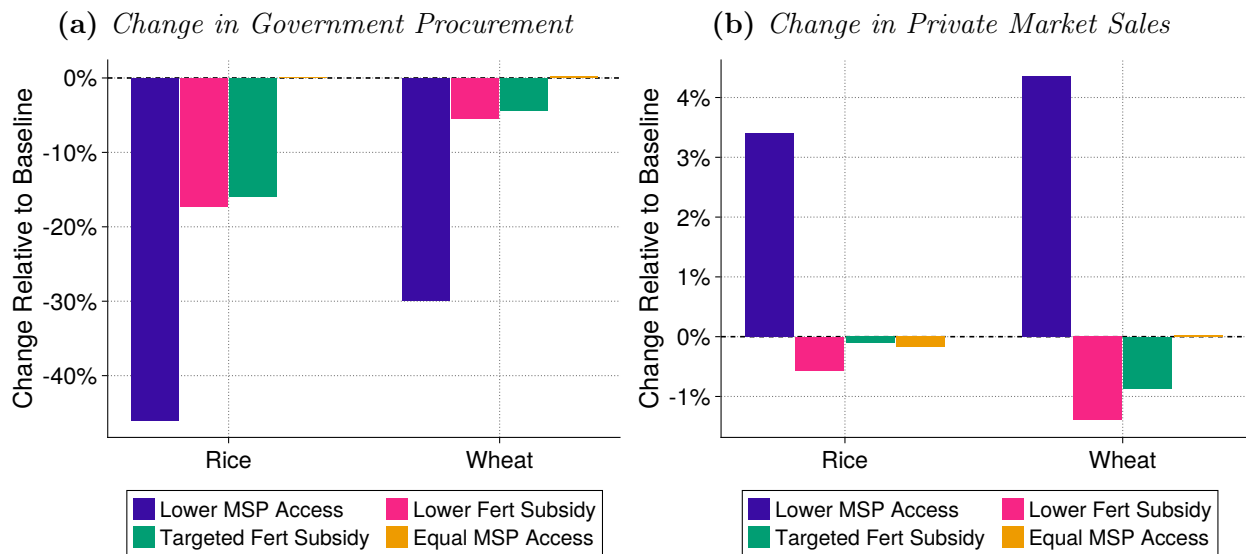 (a) Change in Government Procurement
Change Relative to Baseline
0%
-10%
-20%
-30%
-40%
Rice
Wheat
Lower MSP Access
Lower Fert Subsidy
Targeted Fert Subsidy
Equal MSP Access
(b) Change in Private Market Sales
Change Relative to Baseline
4%
3%
2%
1%
0%
-1%
Rice
Wheat
Lower MSP Access
Lower Fert Subsidy
Targeted Fert Subsidy
Equal MSP Access